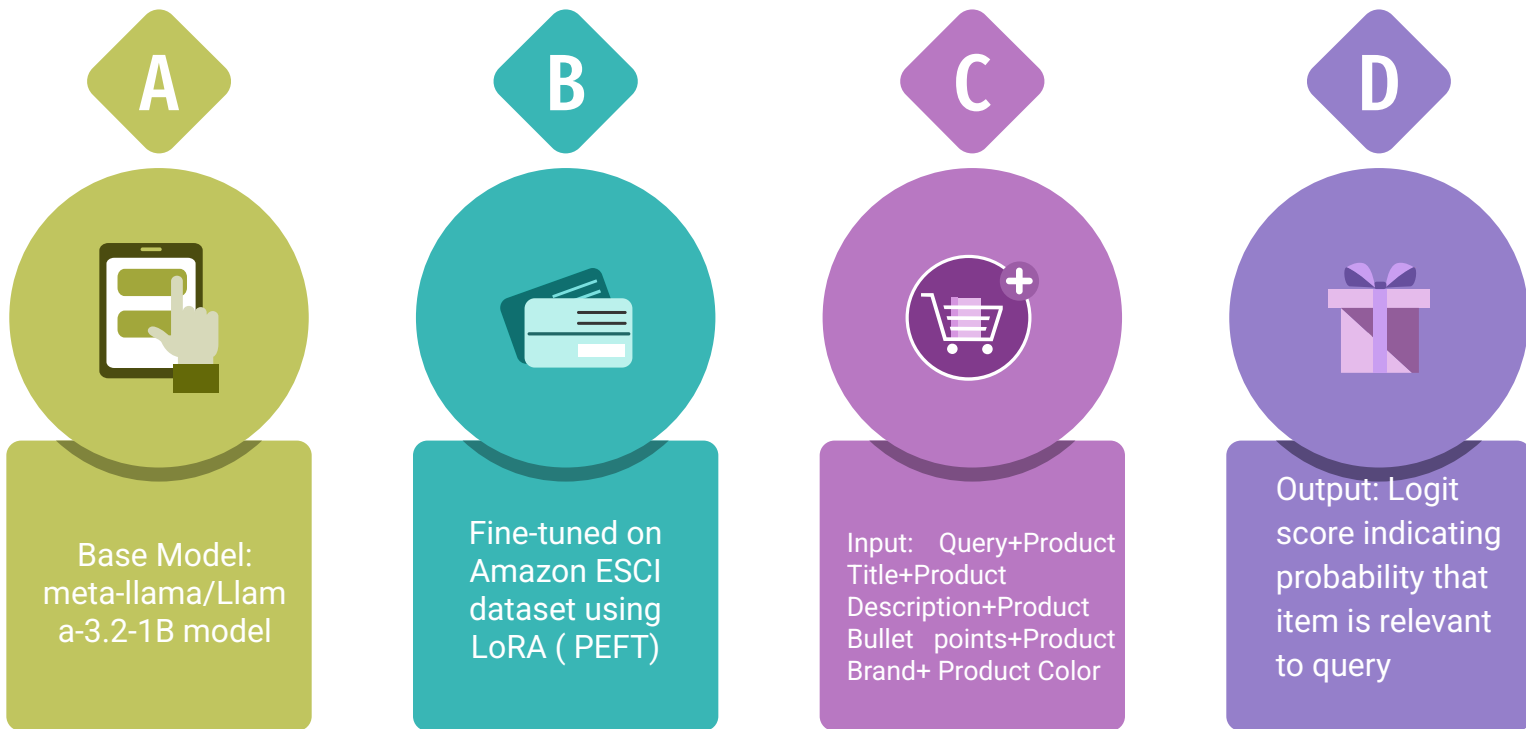 A
B
C
D
Base Model:
meta-llama/Llam
a-3.2-1B model
Fine-tuned on
Amazon ESCI
dataset using
LoRA ( PEFT)
Input: Query+Product
Title+Product
Description+Product
Bullet points+Product
Brand+ Product Color
Output: Logit
score indicating
probability that
item is relevant
to query